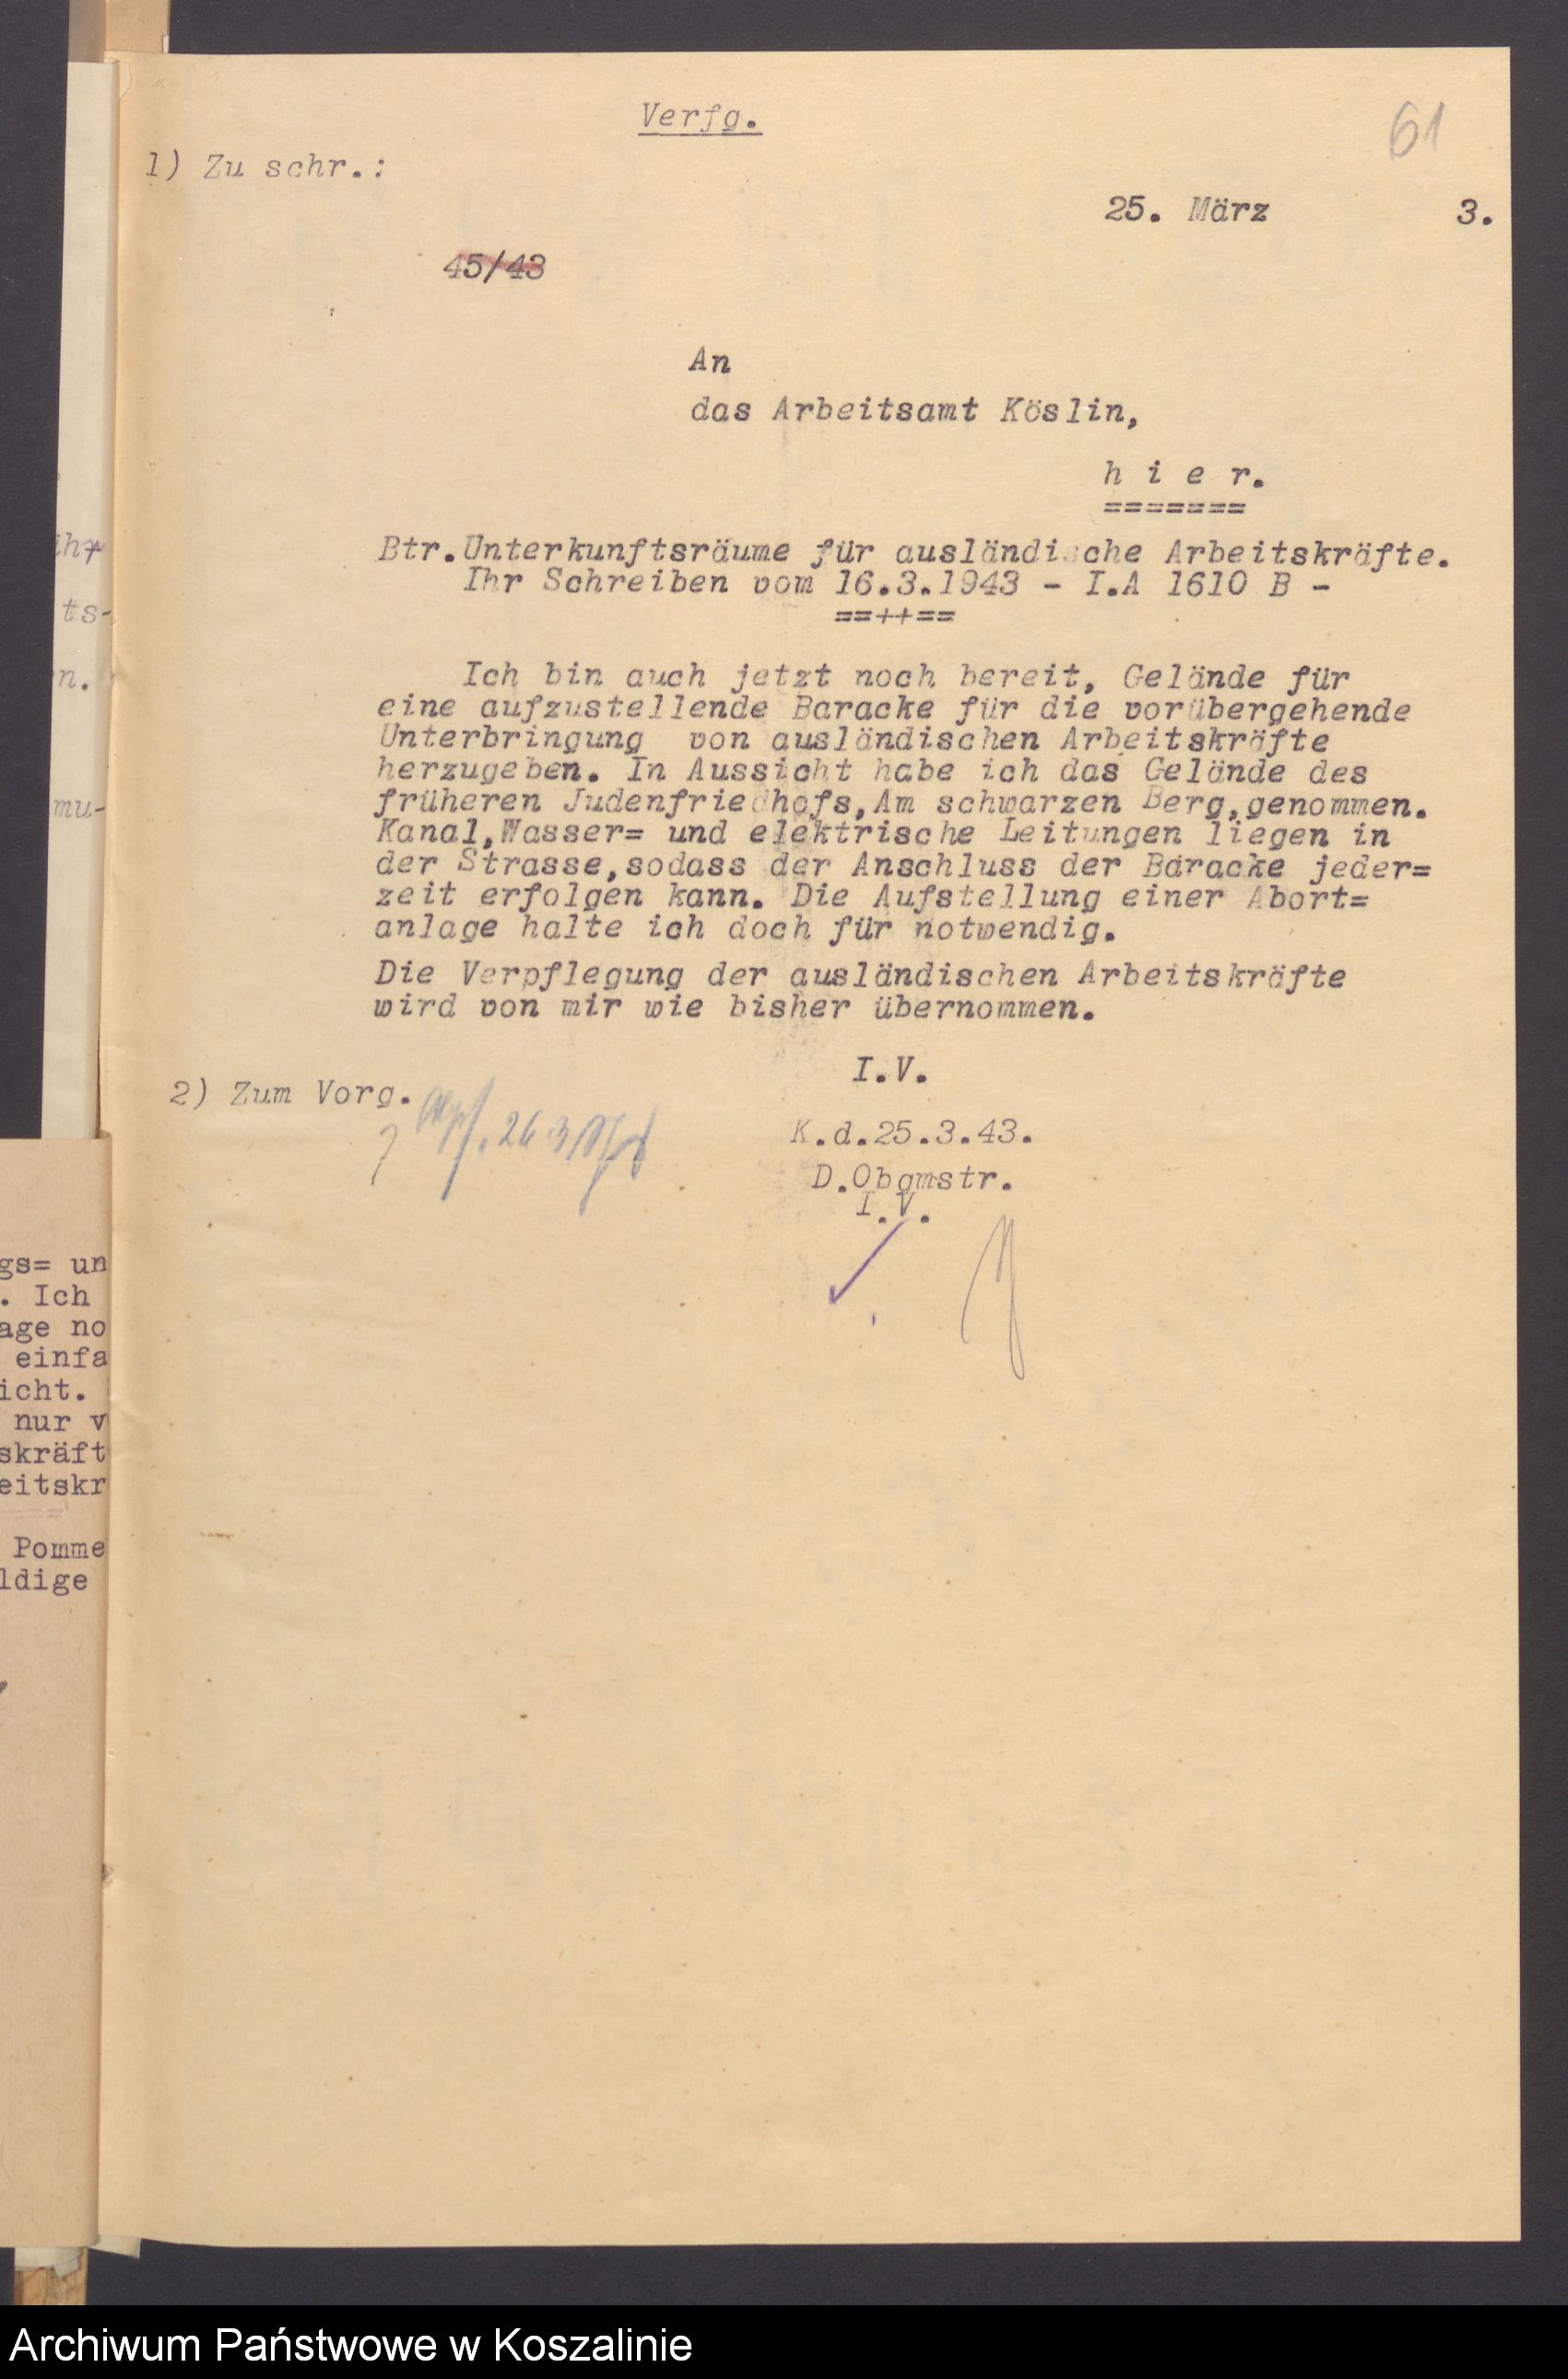 Verfg.
61
1) Zu schr.:
25. März 3.
45/43
An
das Arbeitsamt Köslin,
h i e r.
=======
Btr.Unterkunftsräume für ausländische Arbeitskräfte.
Ihr Schreiben vom 16.3.1943 - I.A 1610 B -
==++==
Ich bin auch jetzt noch bereit, Gelände für
eine aufzustellende Baracke für die vorübergehende
Unterbringung von ausländischen Arbeitskräfte
herzugeben. In Aussicht habe ich das Gelände des
früheren Judenfriedhofs,Am schwarzen Berg,genommen.
Kanal,Wasser= und elektrische Leitungen liegen in
der Strasse,sodass der Anschluss der Baracke jeder=
zeit erfolgen kann. Die Aufstellung einer Abort=
anlage halte ich doch für notwendig.
Die Verpflegung der ausländischen Arbeitskräfte
wird von mir wie bisher übernommen.
I.V.
2) Zum Vorg.
26.3
K.d.25.3.43.
D.Obgmstr.
I.V.
ihr
ts-
n.
mu-
gs= un
. Ich
age no
einfa
icht.
nur v
skräft
eitskr
Pomme
ldige
Archiwum Państwowe w Koszalinie